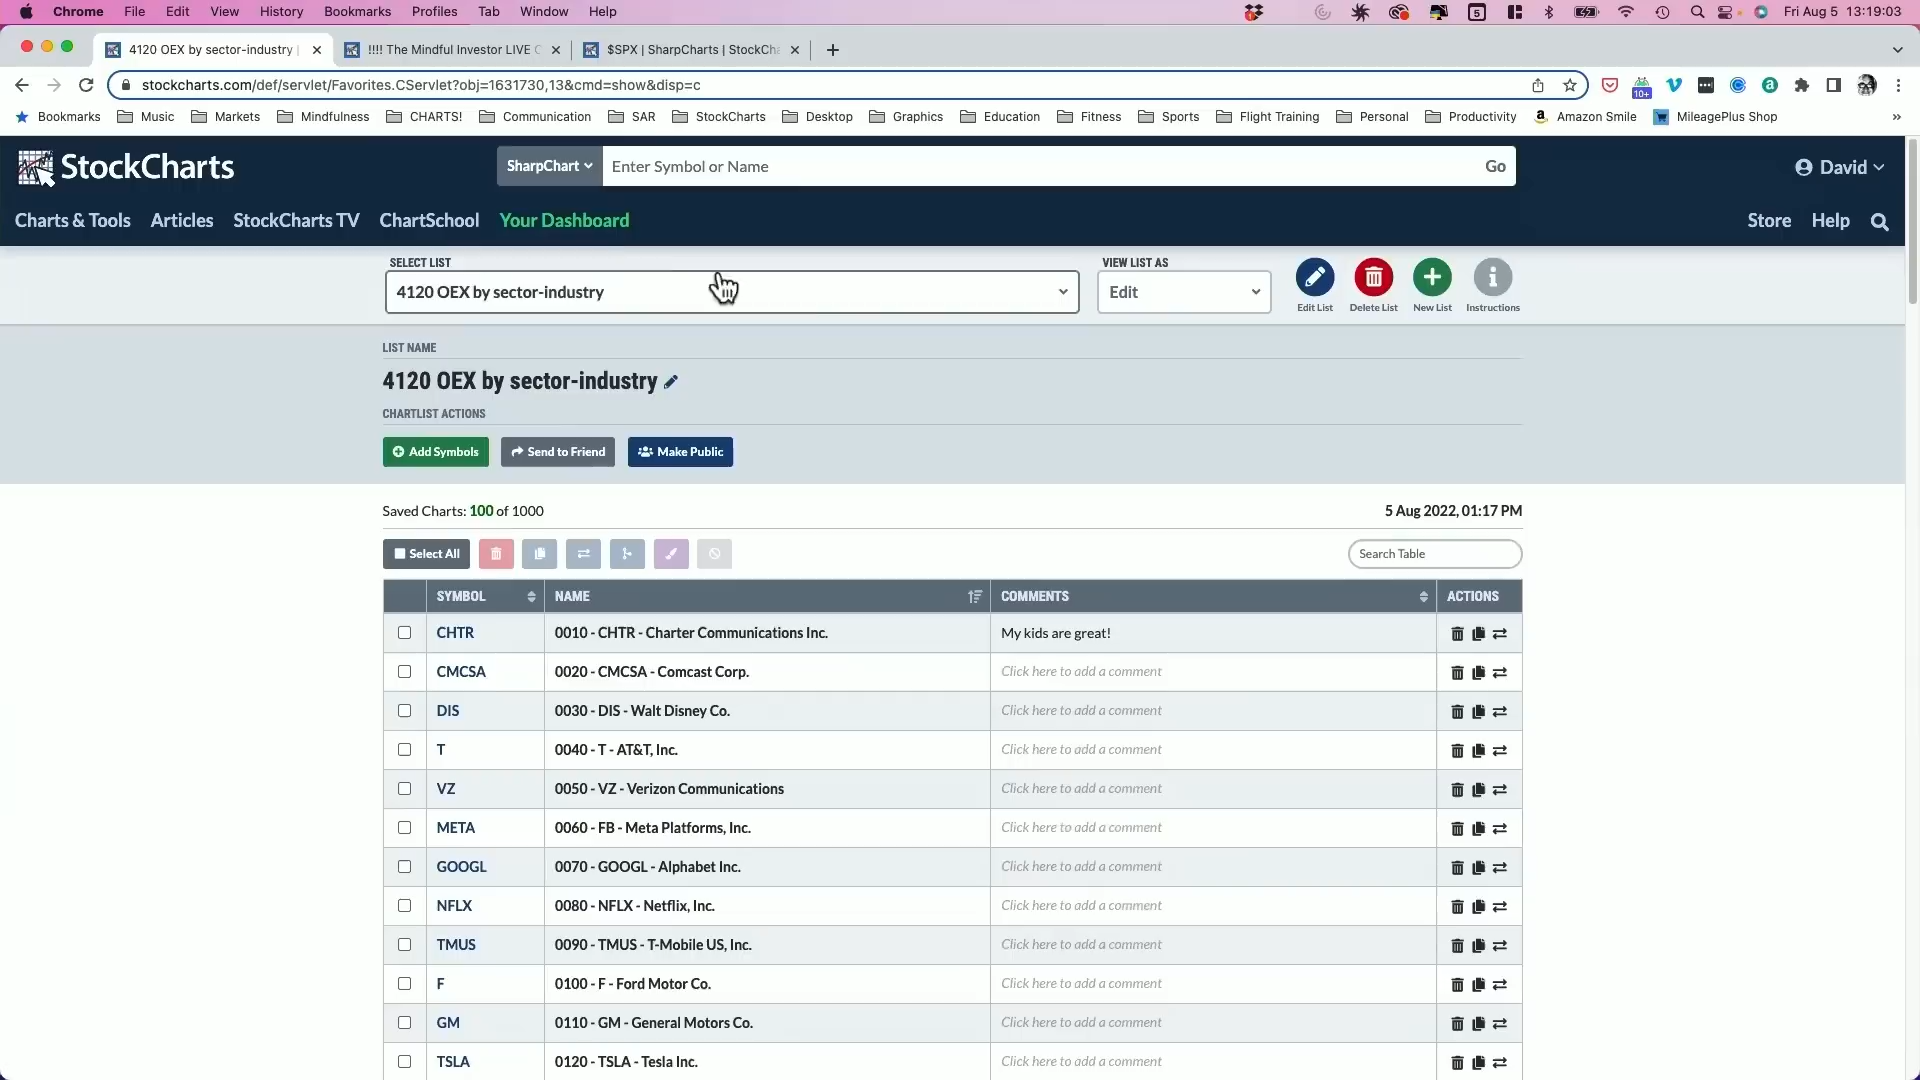 Chrome File Edit View History Bookmarks Profiles Tab Window Help 5 Fri Aug 5 13:19:03
4120 OEX by sector-industry !!!! The Mindful Investor LIVE C $SPX | SharpCharts | StockCha
stockcharts.com/def/servlet/Favorites.CServlet?obj=1631730,13&cmd=show&disp=c 10+
Bookmarks Music Markets Mindfulness CHARTS! Communication SAR StockCharts Desktop Graphics Education Fitness Sports Flight Training Personal Productivity Amazon Smile MileagePlus Shop »
StockCharts SharpChart Enter Symbol or Name Go David
Charts & Tools Articles StockCharts TV ChartSchool Your Dashboard Store Help
SELECT LIST VIEW LIST AS
4120 OEX by sector-industry Edit
Edit List Delete List New List Instructions
LIST NAME
4120 OEX by sector-industry
CHARTLIST ACTIONS
Add Symbols Send to Friend Make Public
Saved Charts: 100 of 1000 5 Aug 2022, 01:17 PM
Select All Search Table
SYMBOL NAME COMMENTS ACTIONS
CHTR 0010 - CHTR - Charter Communications Inc. My kids are great!
CMCSA 0020 - CMCSA - Comcast Corp. Click here to add a comment
DIS 0030 - DIS - Walt Disney Co. Click here to add a comment
T 0040 - T - AT&T, Inc. Click here to add a comment
VZ 0050 - VZ - Verizon Communications Click here to add a comment
META 0060 - FB - Meta Platforms, Inc. Click here to add a comment
GOOGL 0070 - GOOGL - Alphabet Inc. Click here to add a comment
NFLX 0080 - NFLX - Netflix, Inc. Click here to add a comment
TMUS 0090 - TMUS - T-Mobile US, Inc. Click here to add a comment
F 0100 - F - Ford Motor Co. Click here to add a comment
GM 0110 - GM - General Motors Co. Click here to add a comment
TSLA 0120 - TSLA - Tesla Inc. Click here to add a comment